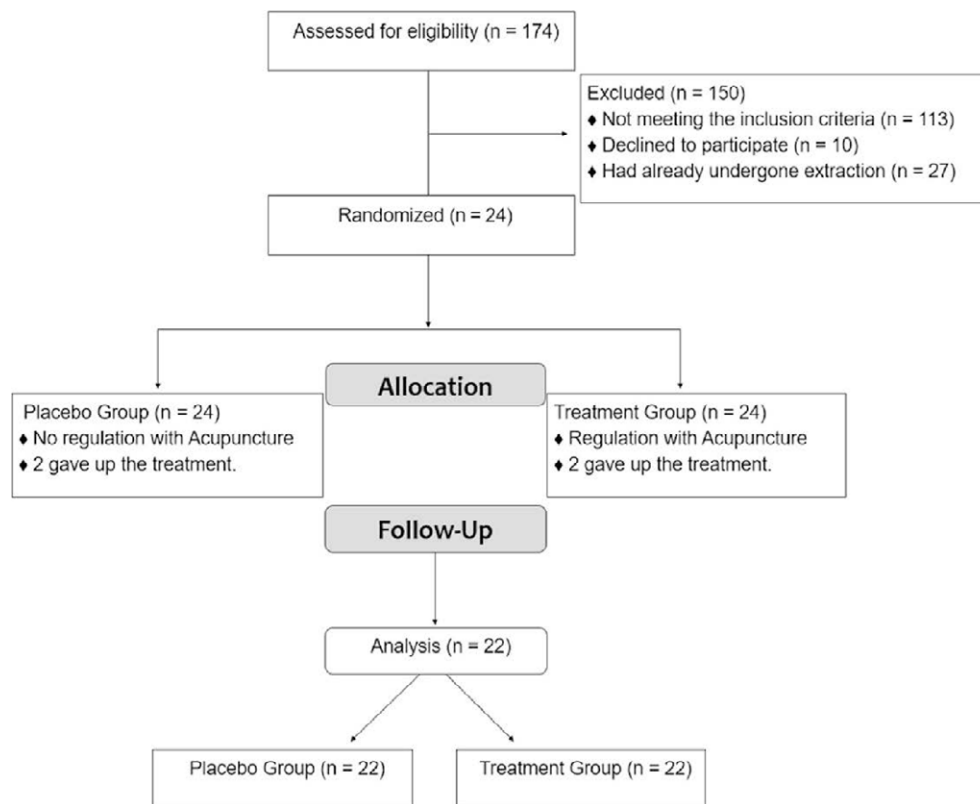 Assessed for eligibility (n = 174)
Excluded (n = 150)
♦ Not meeting the inclusion criteria (n = 113)
♦ Declined to participate (n = 10)
♦ Had already undergone extraction (n = 27)
Randomized (n = 24)
Allocation
Placebo Group (n = 24)
♦ No regulation with Acupuncture
♦ 2 gave up the treatment.
Treatment Group (n = 24)
♦ Regulation with Acupuncture
♦ 2 gave up the treatment.
Follow-Up
Analysis (n = 22)
Placebo Group (n = 22)
Treatment Group (n = 22)